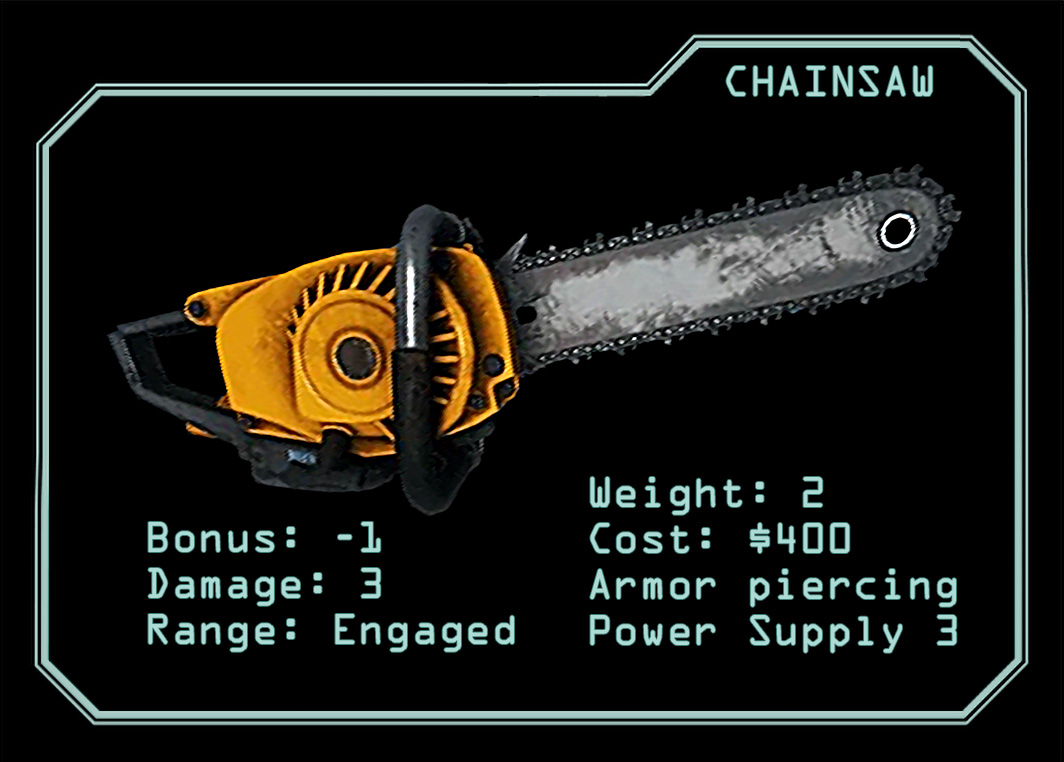 CHAINSAW
Bonus: -1
Damage: 3
Range: Engaged
Weight: 2
Cost: $400
Armor piercing
Power Supply 3